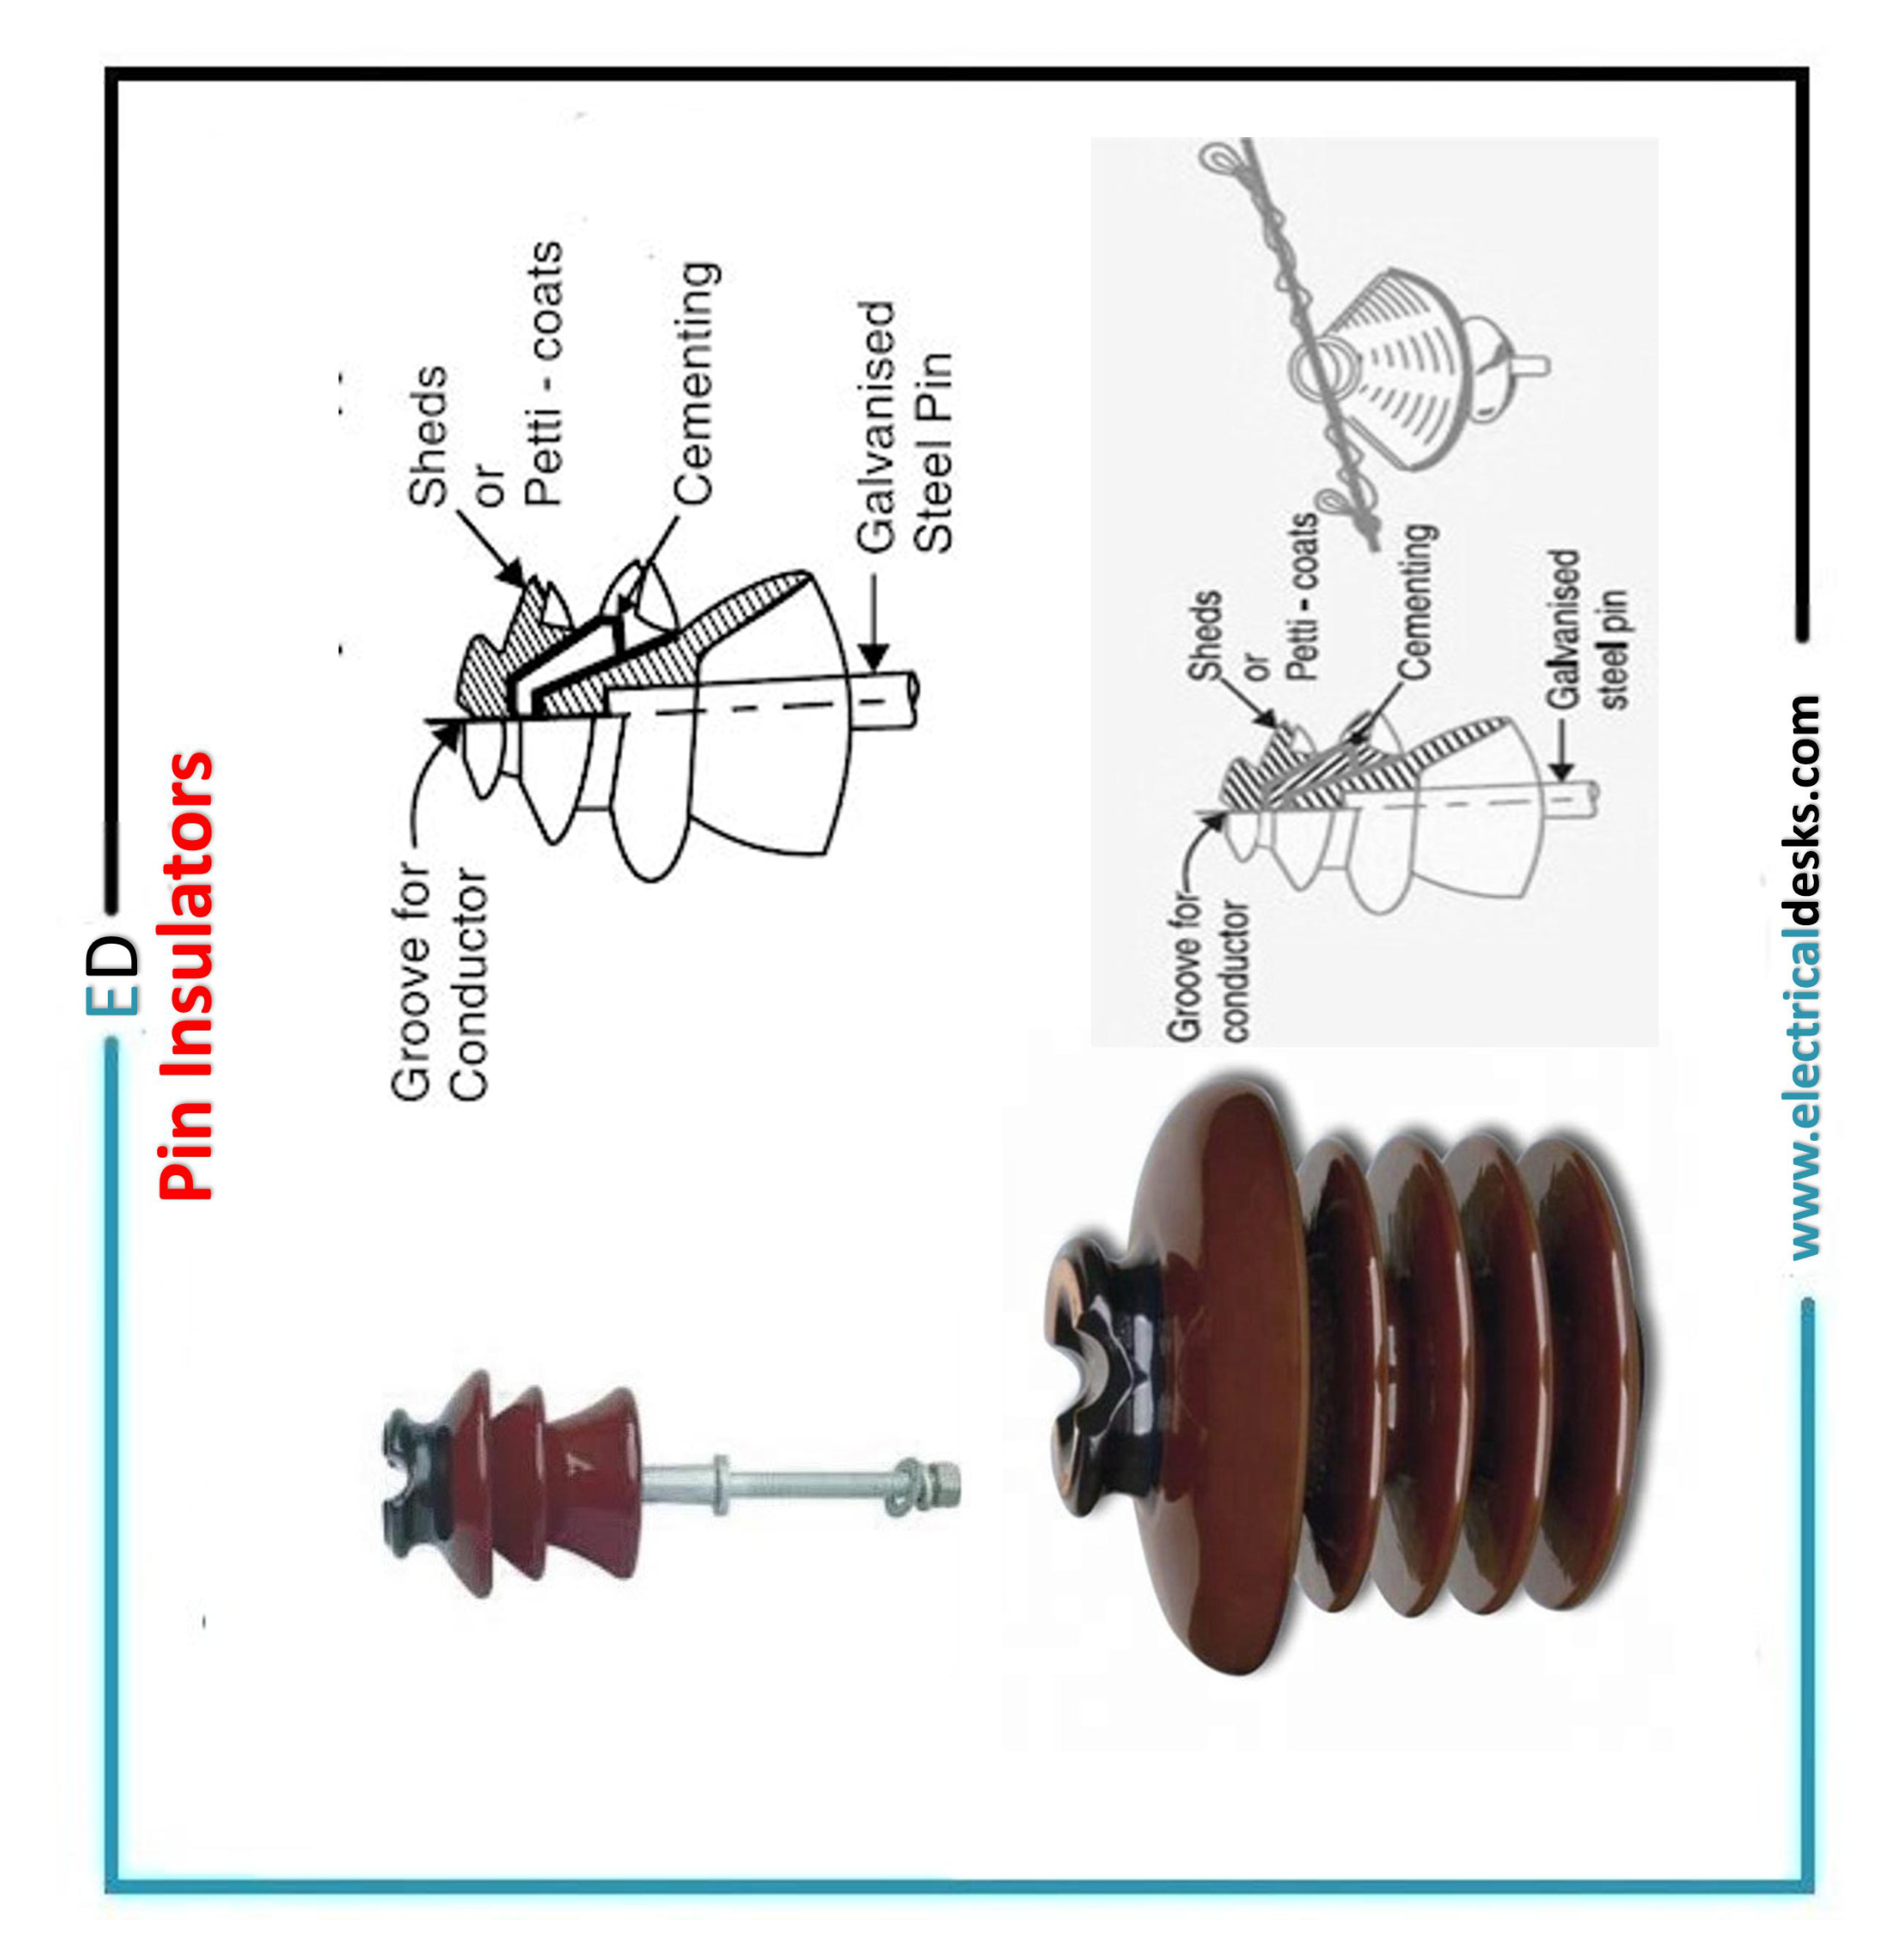 ED
Pin Insulators
Groove for
Conductor
Sheds
or
Petti - coats
Cementing
Galvanised
Steel Pin
Groove for
conductor
Sheds
or
Petti - coats
Cementing
Galvanised
steel pin
www.electricaldesks.com